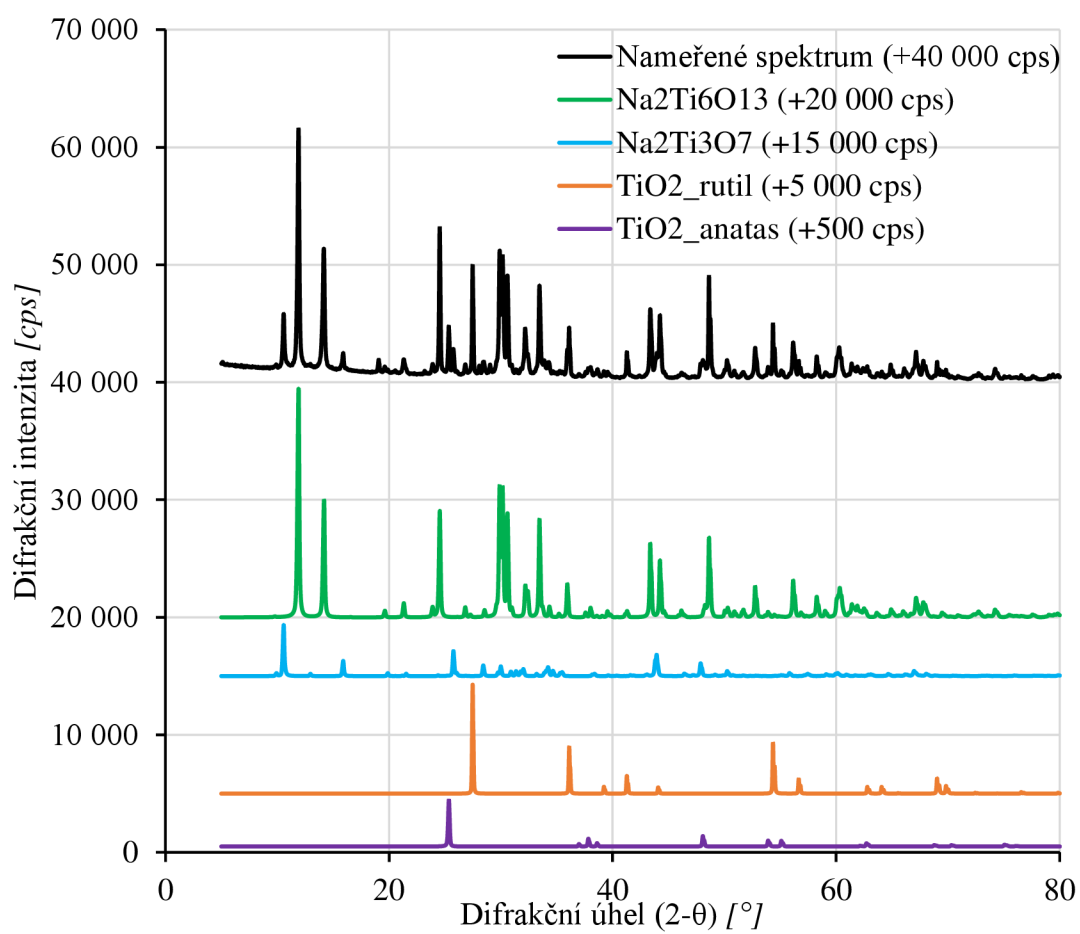 70 000
60 000
50 000
40 000
30 000
20 000
10 000
0
Difrakční intenzita [cps]
Naměřené spektrum (+40 000 cps)
Na2Ti6O13 (+20 000 cps)
Na2Ti3O7 (+15 000 cps)
TiO2_rutil (+5 000 cps)
TiO2_anatas (+500 cps)
0 20 40 60 80
Difrakční úhel (2-θ) [°]